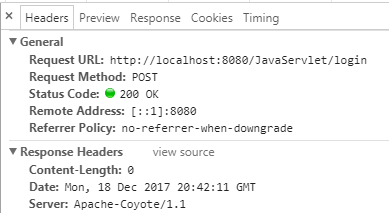 × Headers Preview Response Cookies Timing
▼ General
Request URL: http://localhost:8080/JavaServlet/login
Request Method: POST
Status Code: 200 OK
Remote Address: [::1]:8080
Referrer Policy: no-referrer-when-downgrade
▼ Response Headers view source
Content-Length: 0
Date: Mon, 18 Dec 2017 20:42:11 GMT
Server: Apache-Coyote/1.1